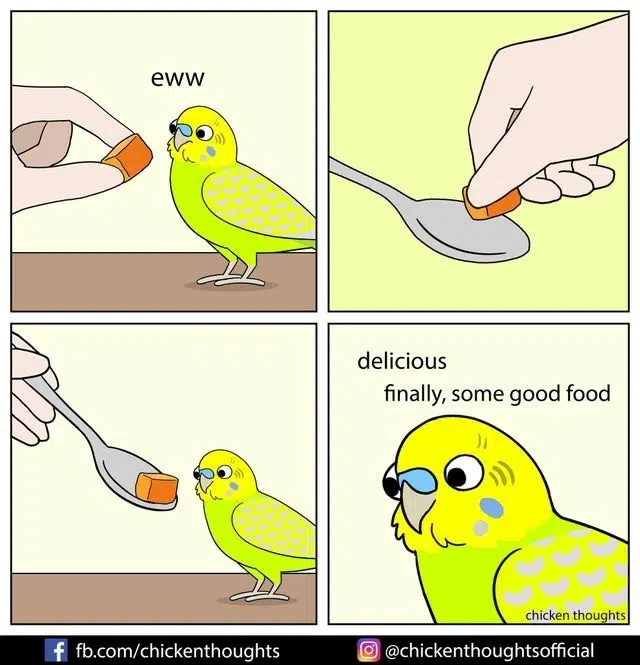 eww
delicious
finally, some good food
chicken thoughts
fb.com/chickenthoughts
@chickenthoughtsofficial